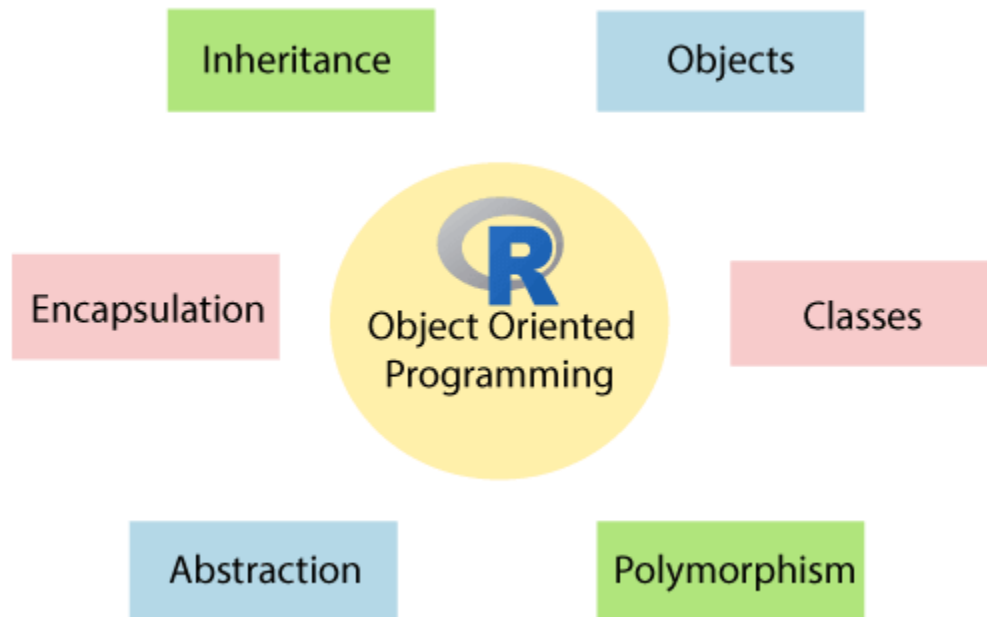 Inheritance
Objects
Encapsulation
R
Object Oriented
Programming
Classes
Abstraction
Polymorphism